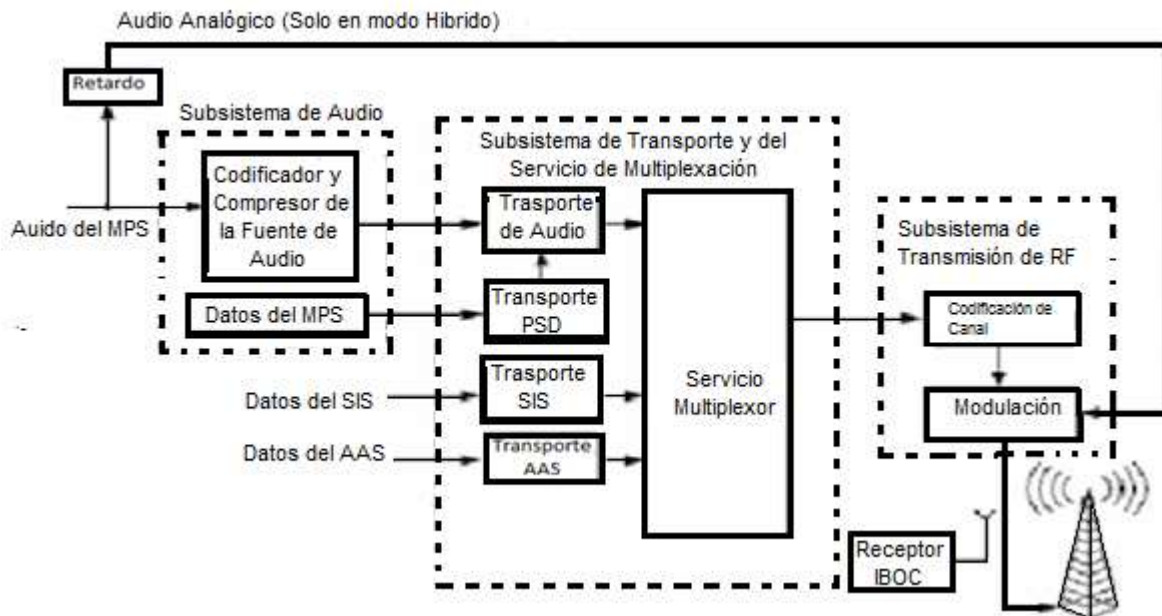 Audio Analógico (Solo en modo Hibrido)
Retardo
Subsistema de Audio
Codificador y
Compresor de
la Fuente de
Audio
Auido del MPS
Datos del MPS
Subsistema de Transporte y del
Servicio de Multiplexación
Trasporte
de Audio
Transporte
PSD
Datos del SIS
Trasporte
SIS
Datos del AAS
Transporte
AAS
Servicio
Multiplexor
Subsistema de
Transmisión de RF
Codificación de
Canal
Modulación
Receptor
IBOC